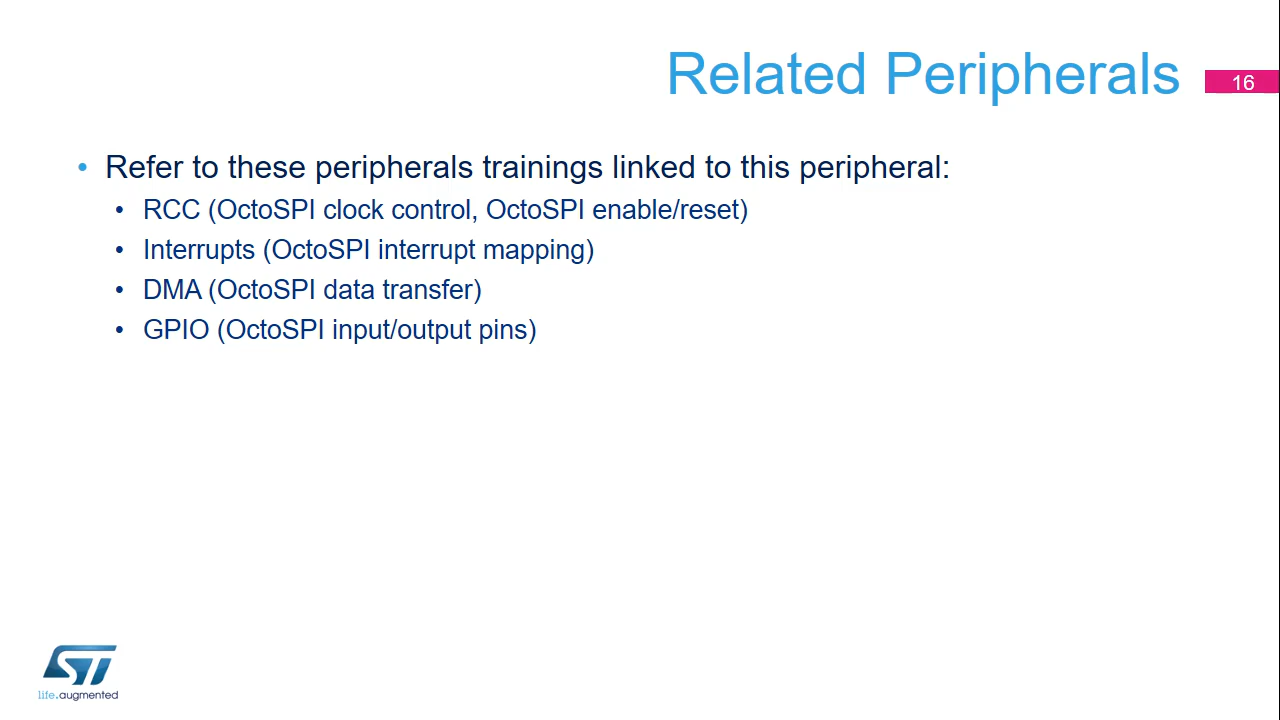 Related Peripherals
16
• Refer to these peripherals trainings linked to this peripheral:
• RCC (OctoSPI clock control, OctoSPI enable/reset)
• Interrupts (OctoSPI interrupt mapping)
• DMA (OctoSPI data transfer)
• GPIO (OctoSPI input/output pins)
ST
life.augmented